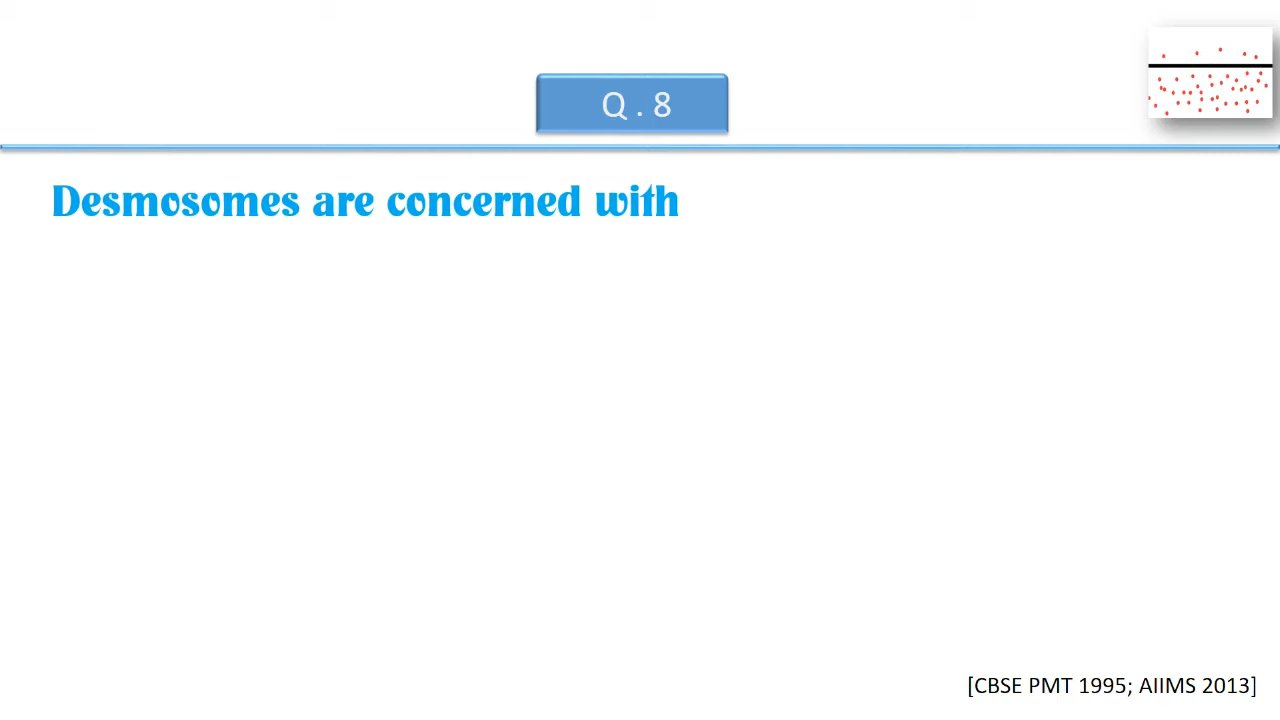 Q . 8
Desmosomes are concerned with
[CBSE PMT 1995; AIIMS 2013]